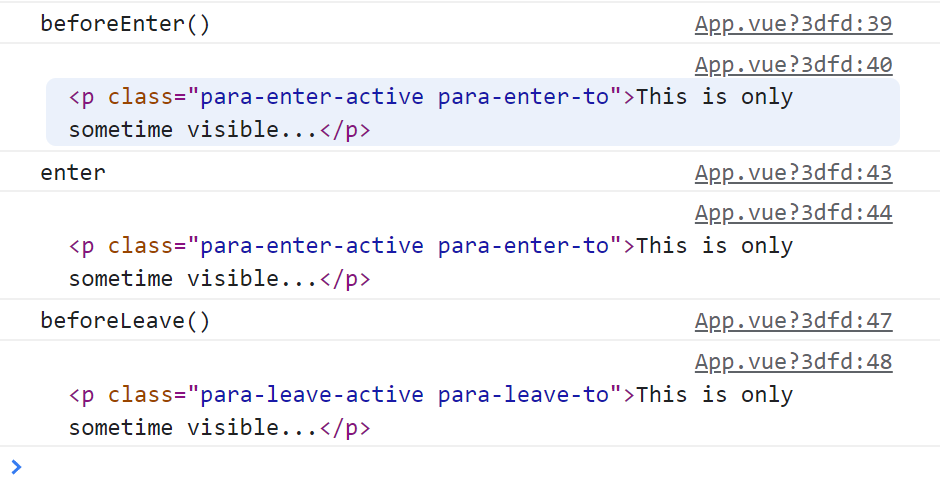 beforeEnter() App.vue?3dfd:39
App.vue?3dfd:40
<p class="para-enter-active para-enter-to">This is only
sometime visible...</p>
enter App.vue?3dfd:43
App.vue?3dfd:44
<p class="para-enter-active para-enter-to">This is only
sometime visible...</p>
beforeLeave() App.vue?3dfd:47
App.vue?3dfd:48
<p class="para-leave-active para-leave-to">This is only
sometime visible...</p>